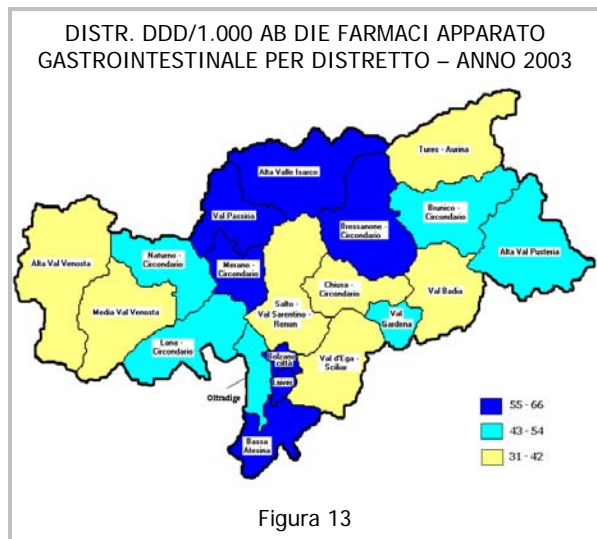 DISTR. DDD/1.000 AB DIE FARMACI APPARATO
GASTROINTESTINALE PER DISTRETTO – ANNO 2003
Tures - Aurina
Alta Valle Isarco
Brunico -
Circondario
Val Passiria
Bressanone -
Circondario
Alta Val Pusteria
Naturno -
Circondario
Merano -
Circondario
Alta Val Venosta
Chiusa -
Circondario
Val Badia
Media Val Venosta
Salto -
Val Sarentino -
Renon
Val
Gardena
Lana -
Circondario
Bolzano
città
Val d'Ega -
Sciliar
Laives
Oltradige
Bassa
Atesina
55 - 66
43 - 54
31 - 42
Figura 13